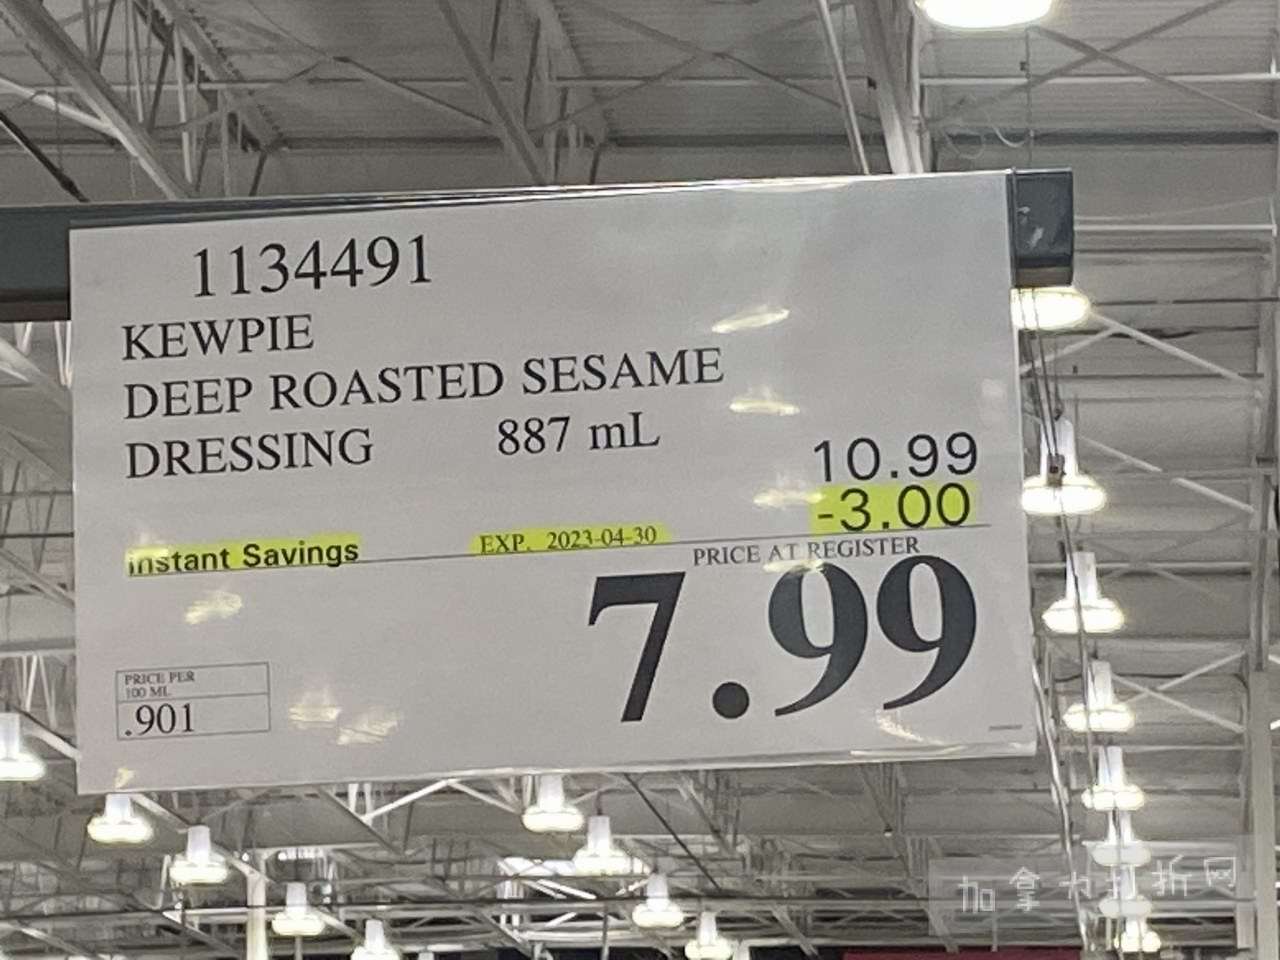 1134491
KEWPIE
DEEP ROASTED SESAME
DRESSING 887 mL
10.99
-3.00
Instant Savings EXP. 2023-04-30
PRICE AT REGISTER
7.99
PRICE PER
100 ML
.901
加拿大打折网